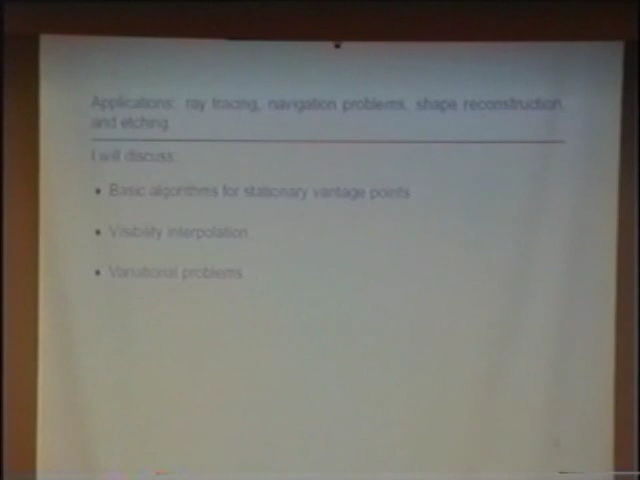 Applications: ray tracing, navigation problems, shape reconstruction,
and etching.
I will discuss:
• Basic algorithms for stationary vantage points
• Visibility interpolation
• Variational problems